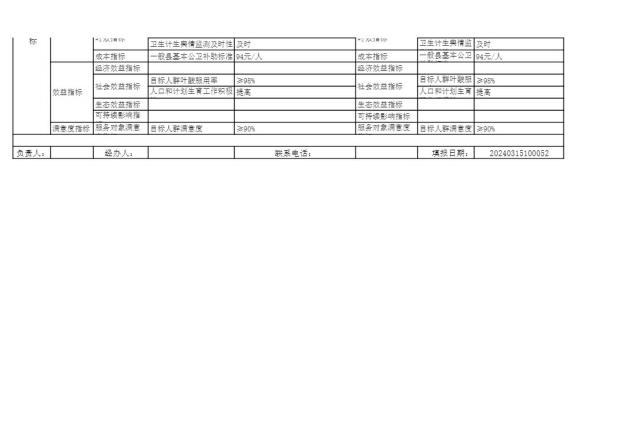 标
卫生计生舆情监测及时性 及时 卫生计生舆情监 及时
成本指标 一般县基本公卫补助标准 94元/人 成本指标 一般县基本公卫 94元/人
经济效益指标 经济效益指标
效益指标 社会效益指标 目标人群叶酸服用率 ≥98% 社会效益指标 目标人群叶酸服 ≥98%
人口和计划生育工作积极 提高 人口和计划生育 提高
生态效益指标 生态效益指标
可持续影响指 可持续影响指标
满意度指标 服务对象满意 目标人群满意度 ≥90% 服务对象满意度 目标人群满意度 ≥90%
负责人: 经办人: 联系电话: 填报日期: 20240315100052